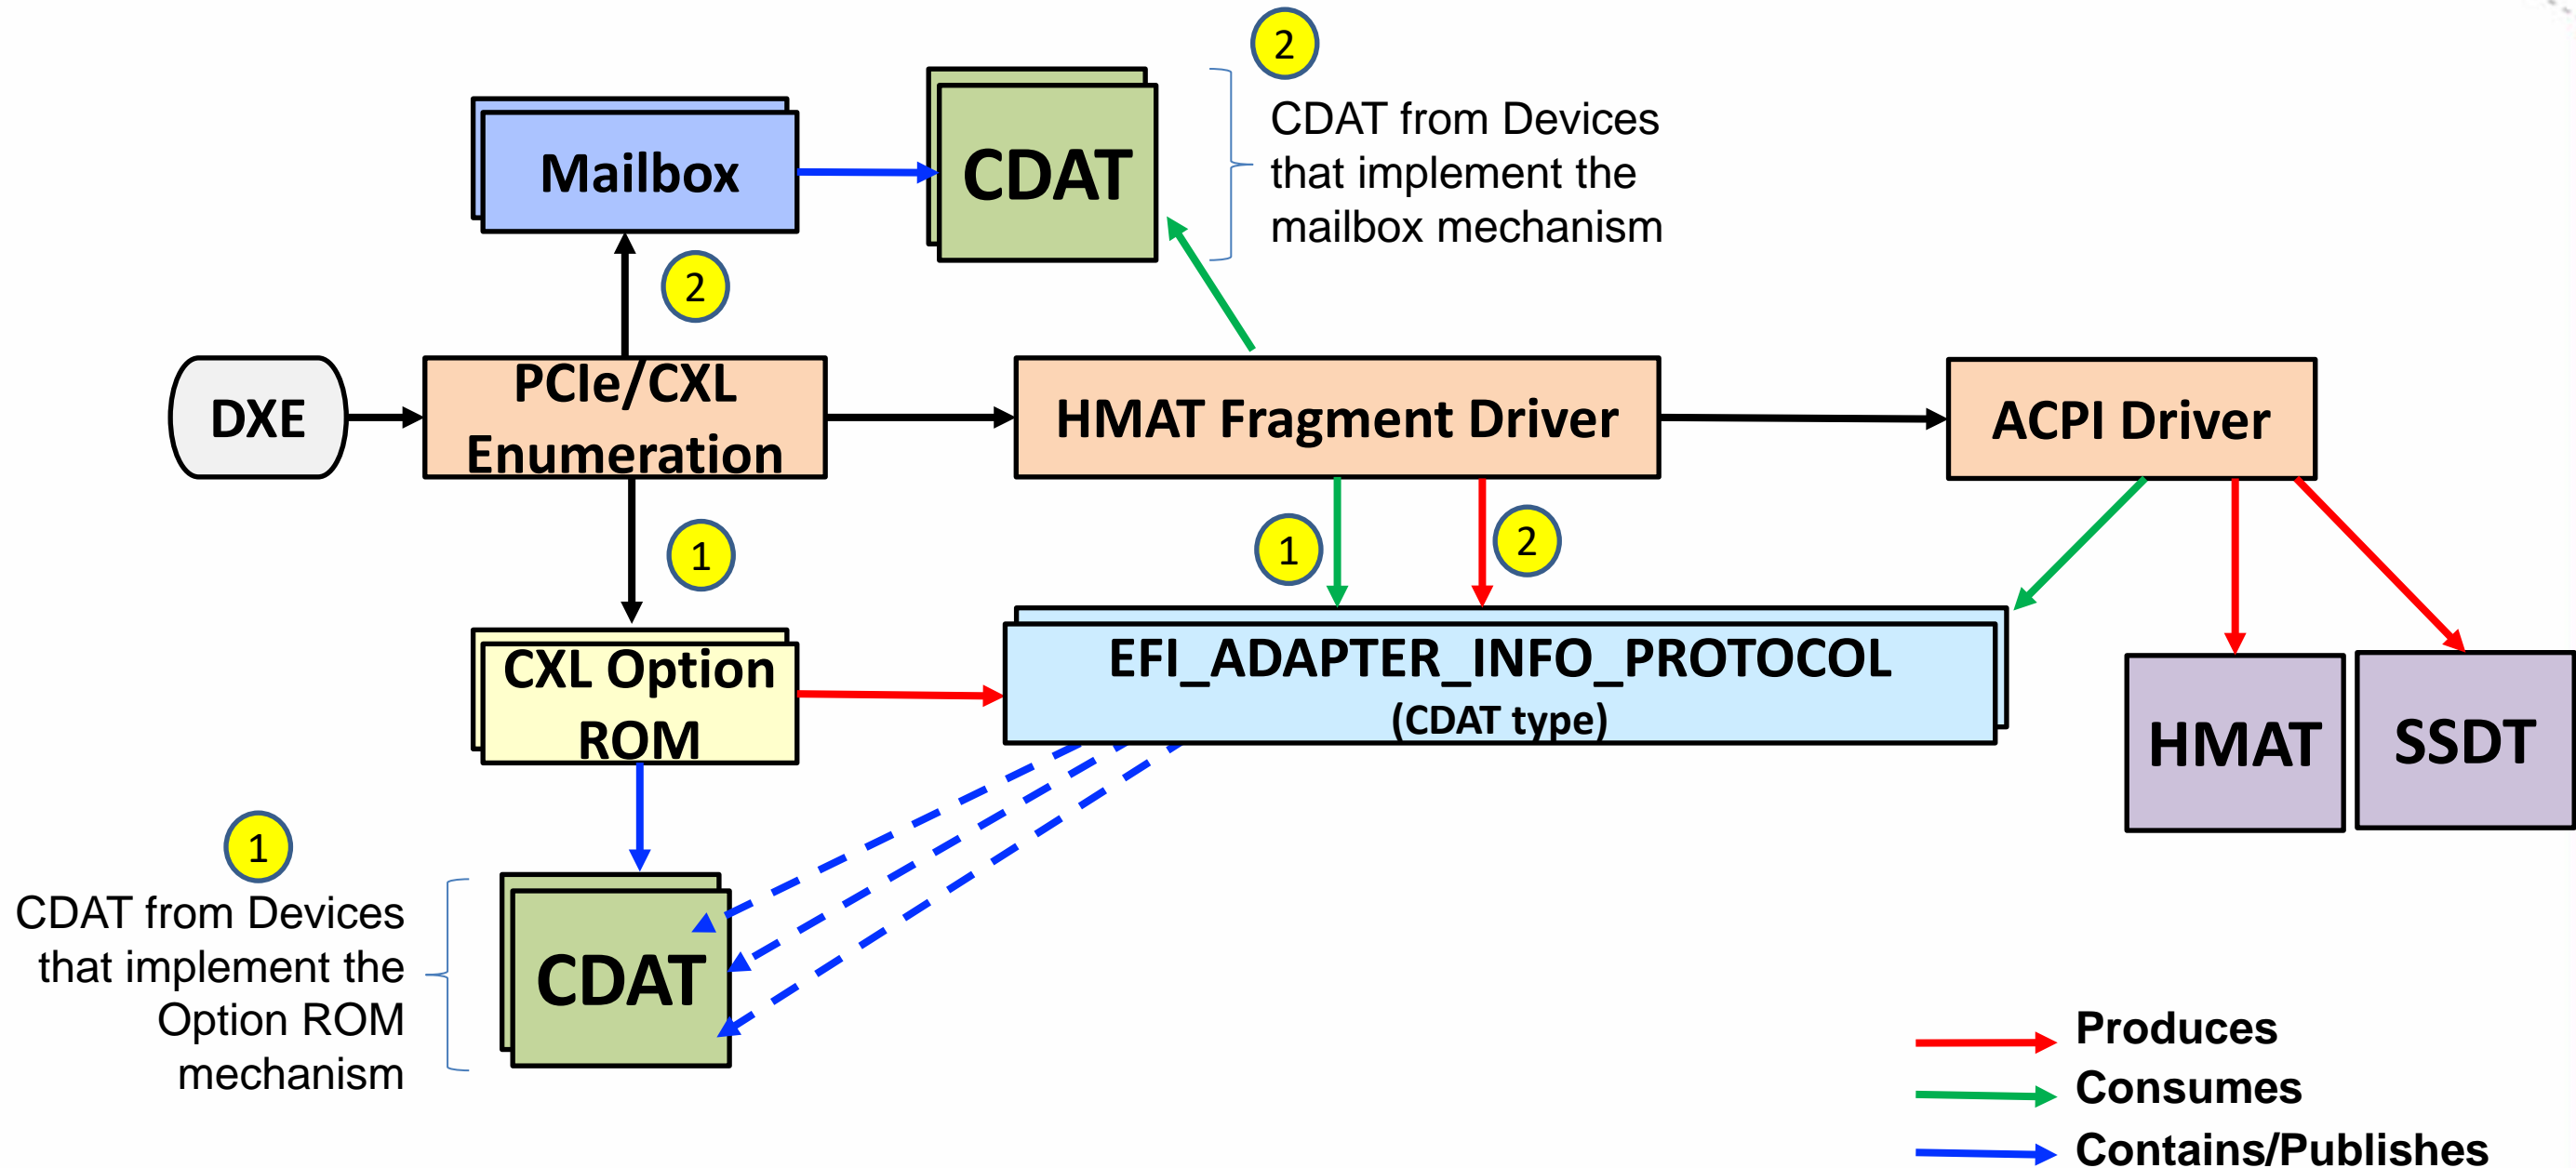 2
Mailbox
CDAT
CDAT from Devices
that implement the
mailbox mechanism
2
DXE
PCIe/CXL
Enumeration
HMAT Fragment Driver
ACPI Driver
1
1
2
CXL Option
ROM
EFI_ADAPTER_INFO_PROTOCOL
(CDAT type)
HMAT
SSDT
1
CDAT from Devices
that implement the
Option ROM
mechanism
CDAT
Produces
Consumes
Contains/Publishes